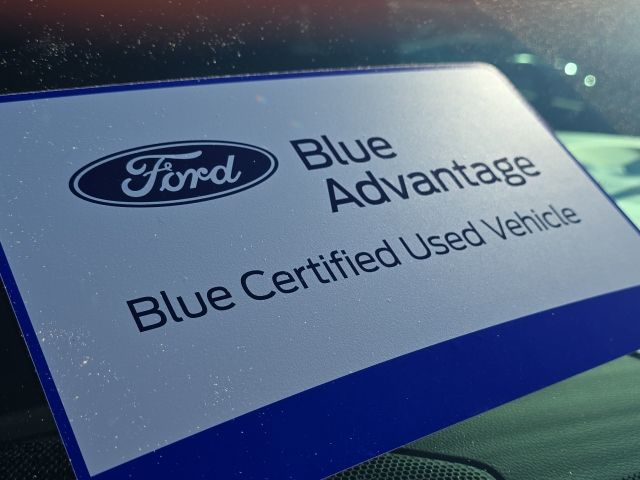 Ford
Blue
Advantage
Blue Certified Used Vehicle